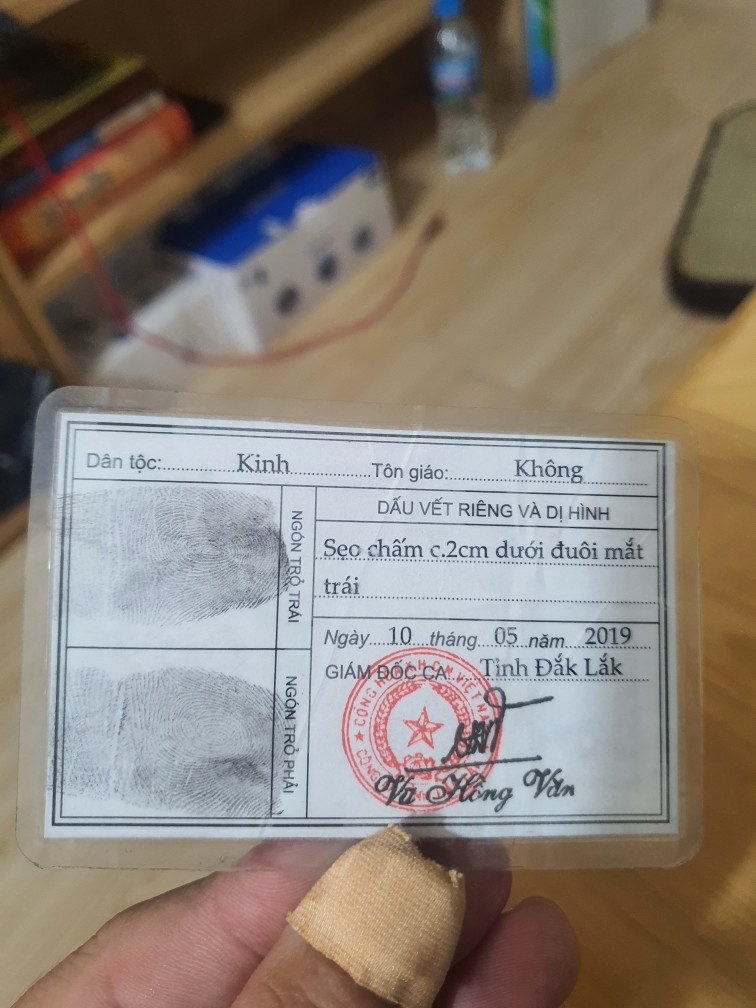 Dân tộc: Kinh Tôn giáo: Không
NGÓN TRỎ TRÁI
NGÓN TRỎ PHẢI
DẤU VẾT RIÊNG VÀ DỊ HÌNH
Sẹo chấm c.2cm dưới đuôi mắt
trái
Ngày 10 tháng 05 năm 2019
GIÁM ĐỐC CA Tỉnh Đắk Lắk
Vũ Hồng Văn